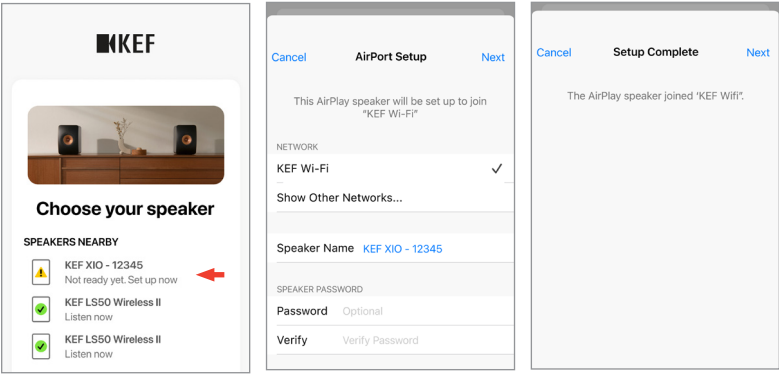 KEF
Choose your speaker
SPEAKERS NEARBY
KEF XIO - 12345
Not ready yet. Set up now
KEF LS50 Wireless II
Listen now
KEF LS50 Wireless II
Listen now
Cancel AirPort Setup Next
This AirPlay speaker will be set up to join
"KEF Wi-Fi"
NETWORK
KEF Wi-Fi
Show Other Networks...
Speaker Name KEF XIO - 12345
SPEAKER PASSWORD
Password Optional
Verify Verify Password
Cancel Setup Complete Next
The AirPlay speaker joined ‘KEF Wifi”.